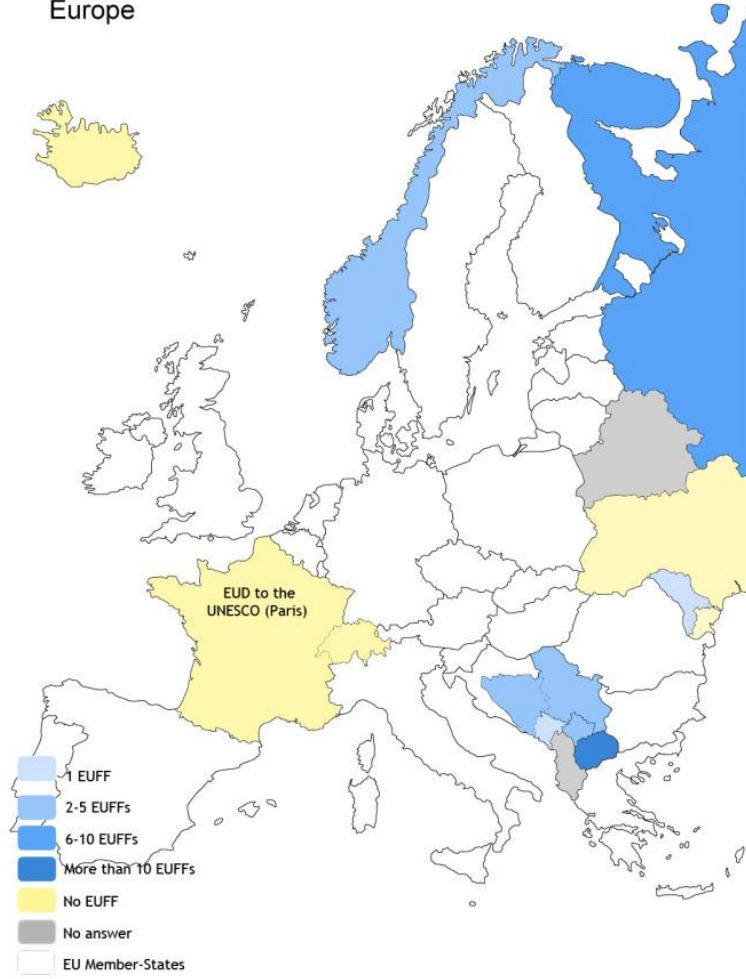 Europe
EUD to the
UNESCO (Paris)
1 EUFF
2-5 EUFFs
6-10 EUFFs
More than 10 EUFFs
No EUFF
No answer
EU Member-States